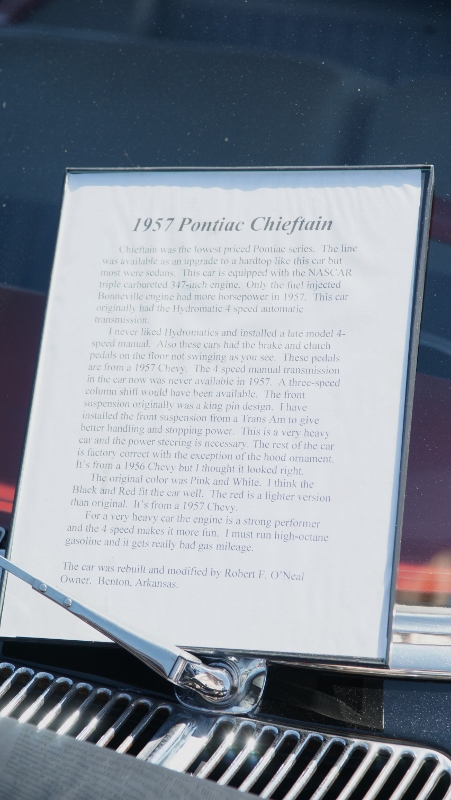 1957 Pontiac Chieftain
Chieftain was the lowest priced Pontiac series. The line
was available as an upgrade to a hardtop like this car but
most were sedans. This car is equipped with the NASCAR
triple carbureted 347-inch engine. Only the fuel injected
Bonneville engine had more horsepower in 1957. This car
originally had the Hydromatic 4 speed automatic
transmission.
I never liked Hydromatics and installed a late model 4-
speed manual. Also these cars had the brake and clutch
pedals on the floor not swinging as you see. These pedals
are from a 1957 Chevy. The 4 speed manual transmission
in the car now was never available in 1957. A three-speed
column shift would have been available. The front
suspension originally was a king pin design. I have
installed the front suspension from a Trans Am to give
better handling and stopping power. This is a very heavy
car and the power steering is necessary. The rest of the car
is factory correct with the exception of the hood ornament.
It's from a 1956 Chevy but I thought it looked right.
The original color was Pink and White. I think the
Black and Red fit the car well. The red is a lighter version
than original. It's from a 1957 Chevy.
For a very heavy car the engine is a strong performer
and the 4 speed makes it more fun. I must run high-octane
gasoline and it gets really bad gas mileage.
The car was rebuilt and modified by Robert F. O'Neal
Owner. Benton, Arkansas.